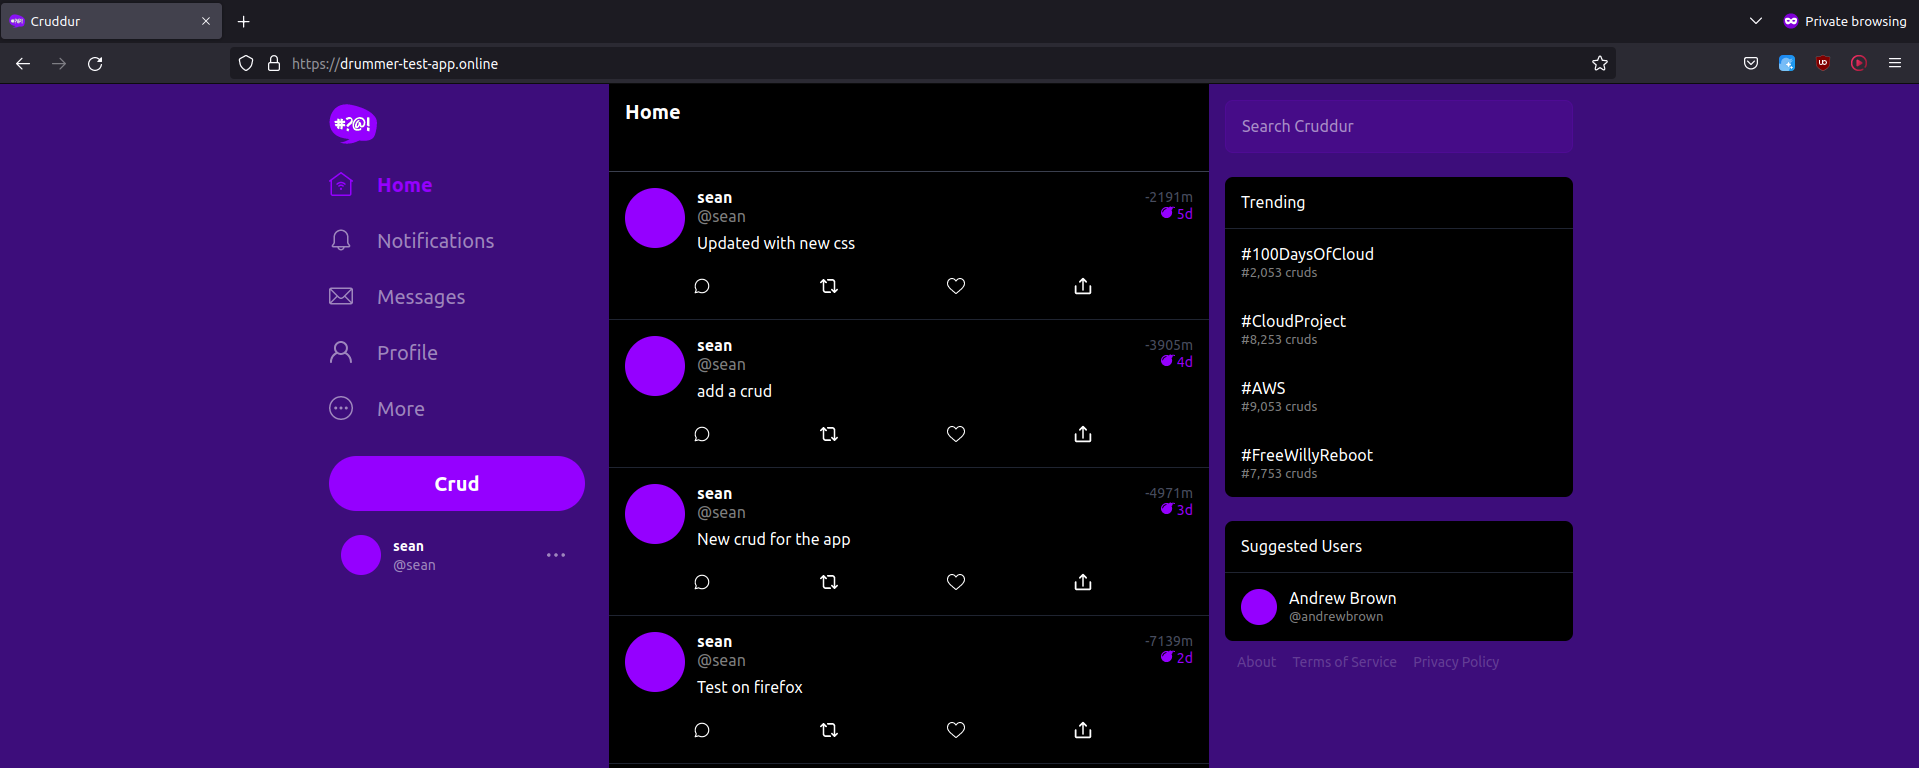 Cruddur
Private browsing
https://drummer-test-app.online
#?@!
Home
Notifications
Messages
Profile
More
Crud
sean
@sean
Home
sean
-2191m
@sean
5d
Updated with new css
sean
-3905m
@sean
4d
add a crud
sean
-4971m
@sean
3d
New crud for the app
sean
-7139m
@sean
2d
Test on firefox
Search Cruddur
Trending
#100DaysOfCloud
#2,053 cruds
#CloudProject
#8,253 cruds
#AWS
#9,053 cruds
#FreeWillyReboot
#7,753 cruds
Suggested Users
Andrew Brown
@andrewbrown
About Terms of Service Privacy Policy